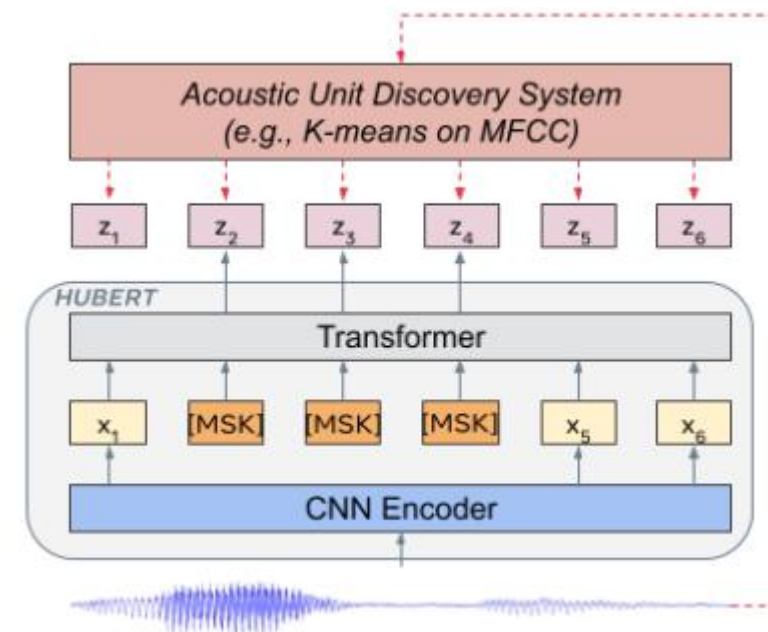 Acoustic Unit Discovery System
(e.g., K-means on MFCC)
z₁ z₂ z₃ z₄ z₅ z₆
HUBERT
Transformer
x₁ [MSK] [MSK] [MSK] x₅ x₆
CNN Encoder